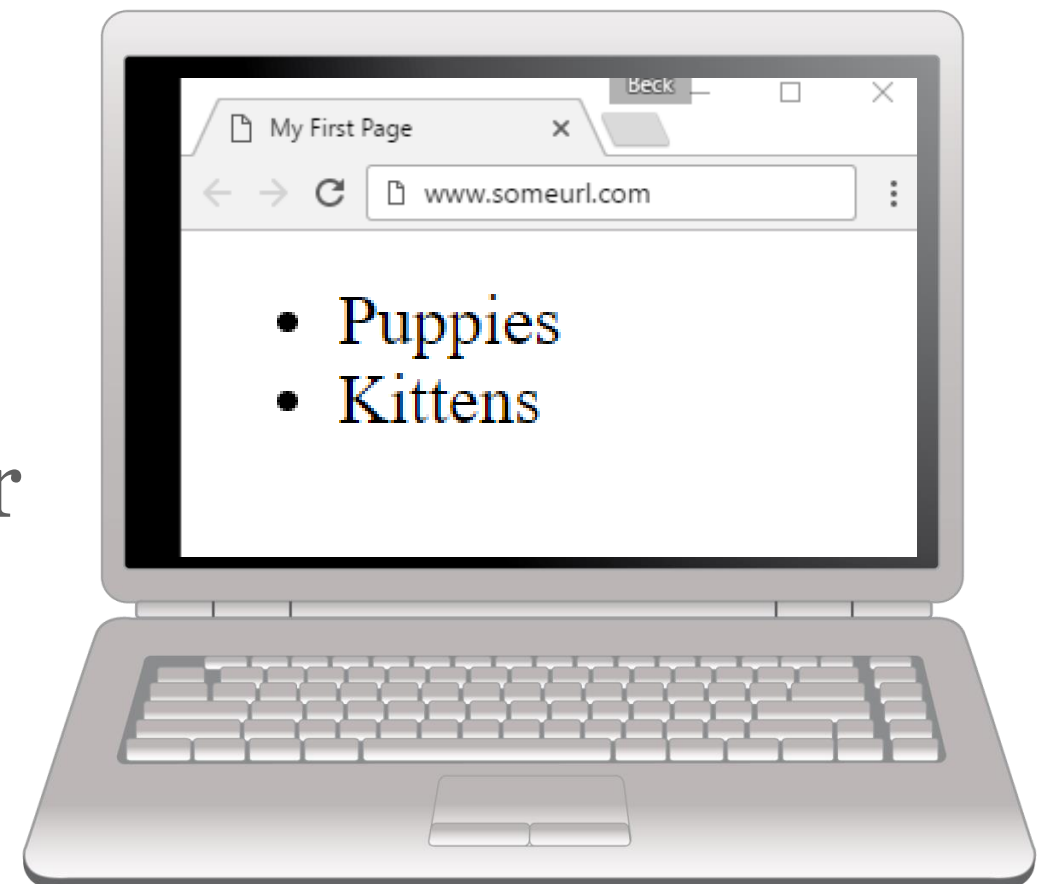 Beck
My First Page
www.someurl.com
• Puppies
• Kittens
r